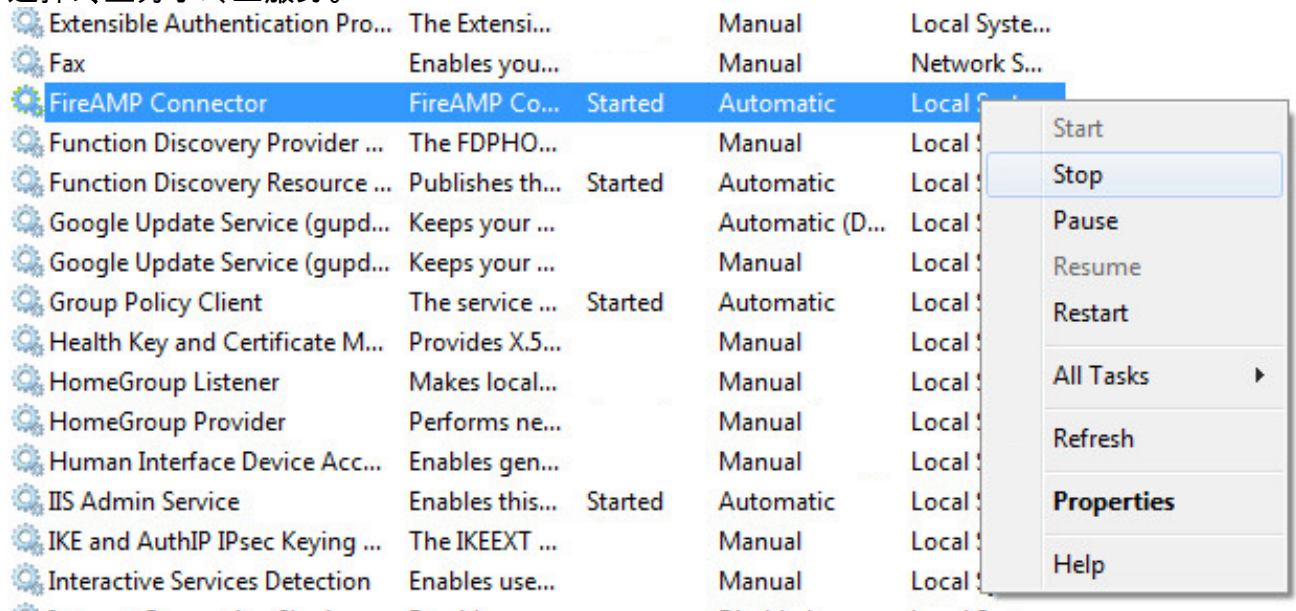 Extensible Authentication Pro... The Extensi... Manual Local Syste...
Fax Enables you... Manual Network S...
FireAMP Connector FireAMP Co... Started Automatic Local
Function Discovery Provider ... The FDPHO... Manual Local
Function Discovery Resource ... Publishes th... Started Automatic Local
Google Update Service (gupd... Keeps your ... Automatic (D... Local
Google Update Service (gupd... Keeps your ... Manual Local
Group Policy Client The service ... Started Automatic Local
Health Key and Certificate M... Provides X.5... Manual Local
HomeGroup Listener Makes local... Manual Local
HomeGroup Provider Performs ne... Manual Local
Human Interface Device Acc... Enables gen... Manual Local
IIS Admin Service Enables this... Started Automatic Local
IKE and AuthIP IPsec Keying ... The IKEEXT ... Manual Local
Interactive Services Detection Enables use... Manual Local
Start
Stop
Pause
Resume
Restart
All Tasks
Refresh
Properties
Help